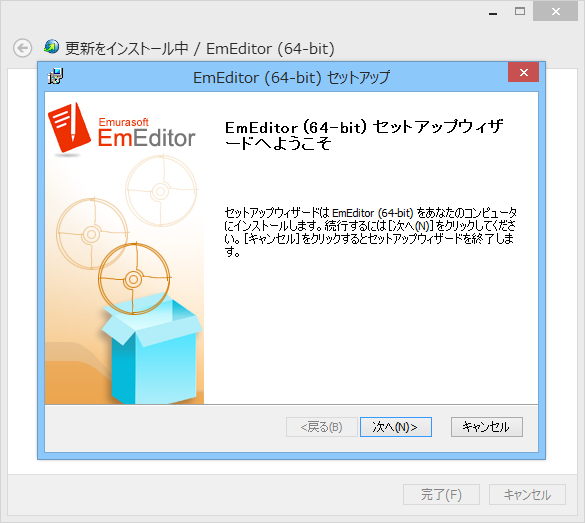 更新をインストール中 / EmEditor (64-bit)
EmEditor (64-bit) セットアップ
Emurasoft
EmEditor
EmEditor (64-bit) セットアップウィザ
ードへようこそ
セットアップウィザードは EmEditor (64-bit) をあなたのコンピュータ
にインストールします。続行するには[次へ(N)]をクリックしてくださ
い。[キャンセル]をクリックするとセットアップウィザードを終了しま
す。
<戻る(B)
次へ(N)>
キャンセル
完了(F)
キャンセル